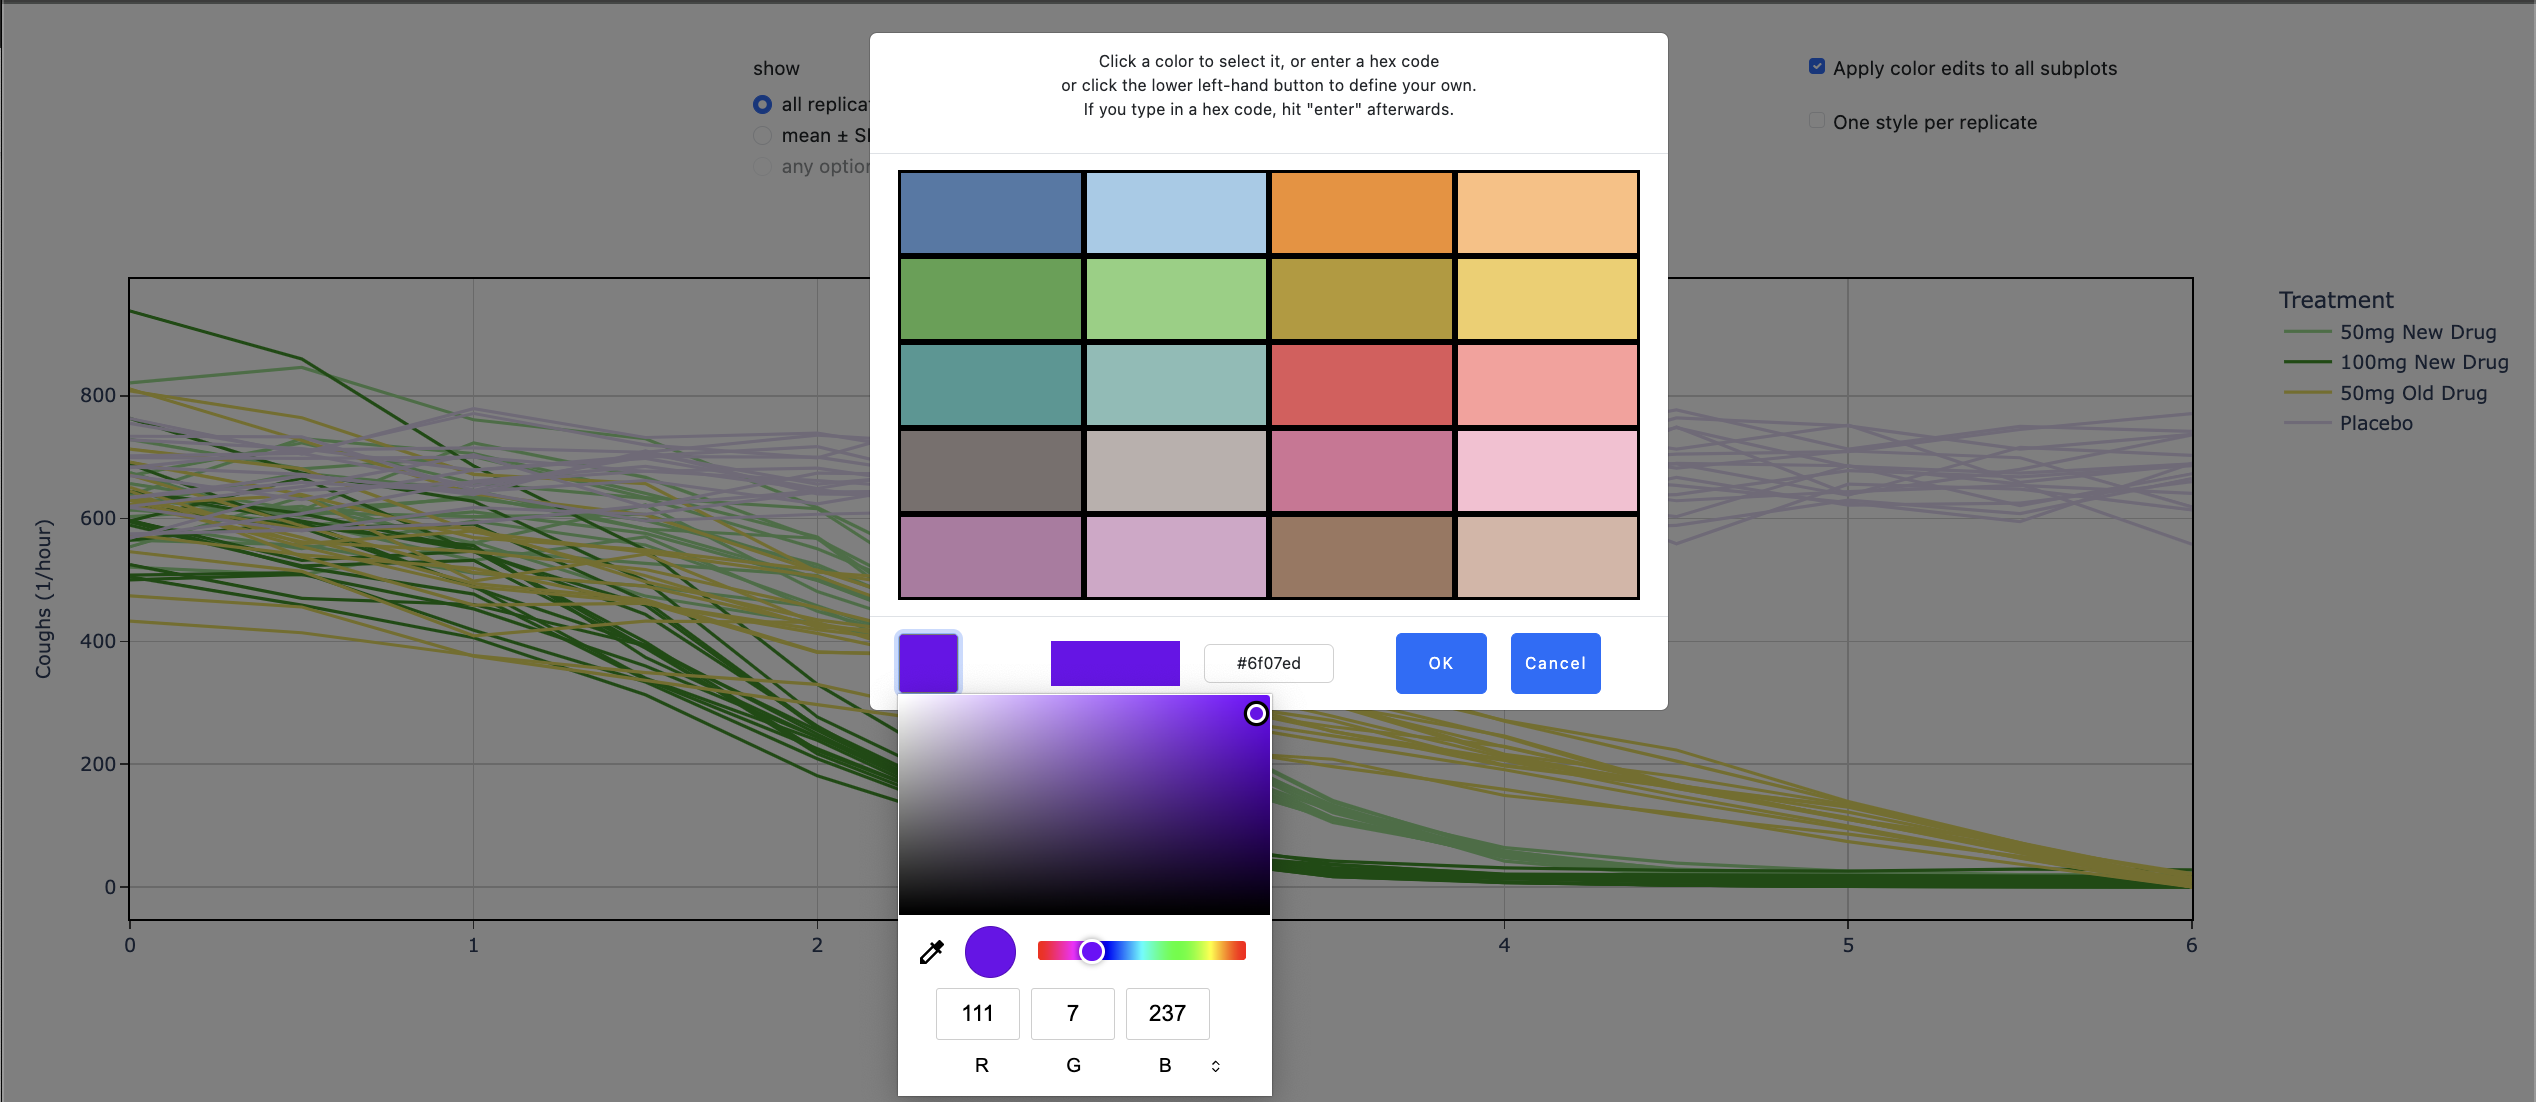 Click a color to select it, or enter a hex code
or click the lower left-hand button to define your own.
If you type in a hex code, hit "enter" afterwards.
show
all replica
mean ± S
any option
Apply color edits to all subplots
One style per replicate
Treatment
50mg New Drug
100mg New Drug
50mg Old Drug
Placebo
Coughs (1/hour)
800
600
400
200
0
0
1
2
4
5
6
#6f07ed
OK
Cancel
111
7
237
R
G
B